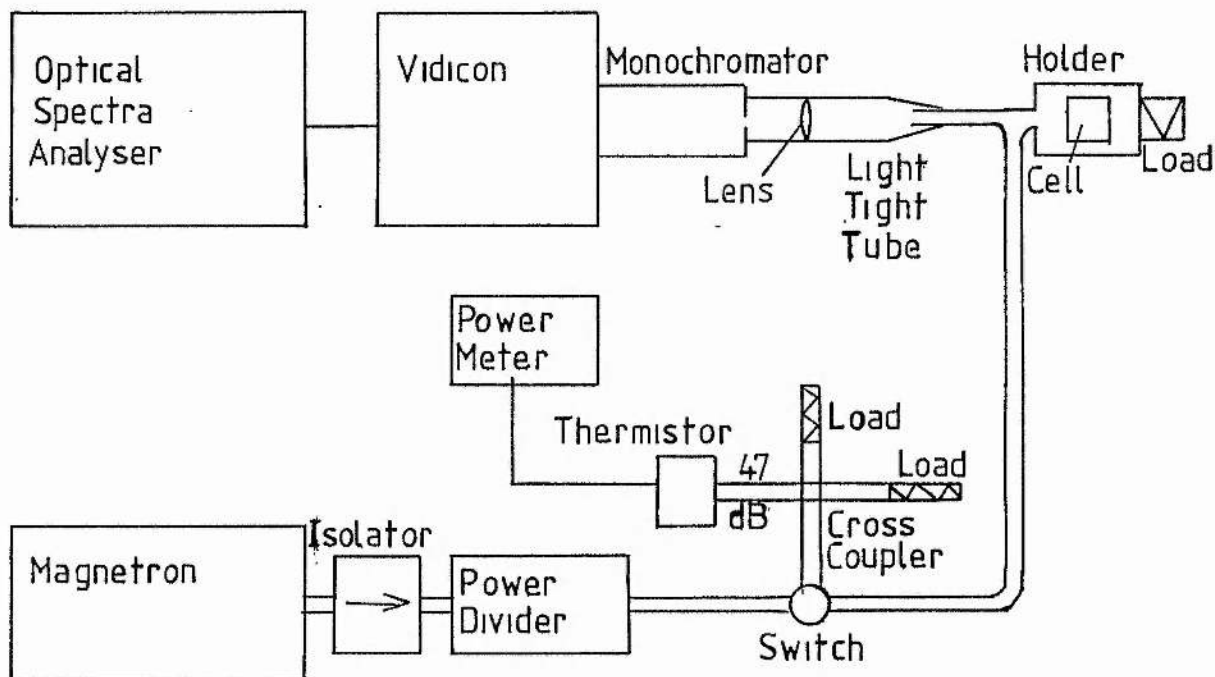 Optical
Spectra
Analyser
Vidicon
Monochromator
Holder
Lens
Light
Tight
Tube
Cell
Load
Power
Meter
Thermistor
47
dB
Load
Load
Cross
Coupler
Isolator
Magnetron
Power
Divider
Switch